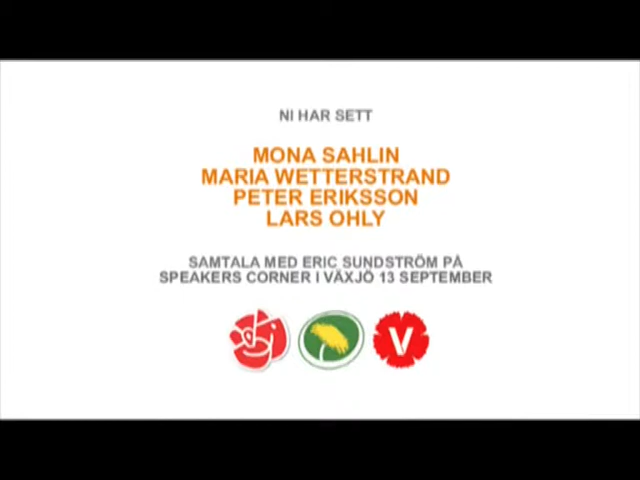 NI HAR SETT
MONA SAHLIN
MARIA WETTERSTRAND
PETER ERIKSSON
LARS OHLY
SAMTALA MED ERIC SUNDSTRÖM PÅ
SPEAKERS CORNER I VÄXJÖ 13 SEPTEMBER
V